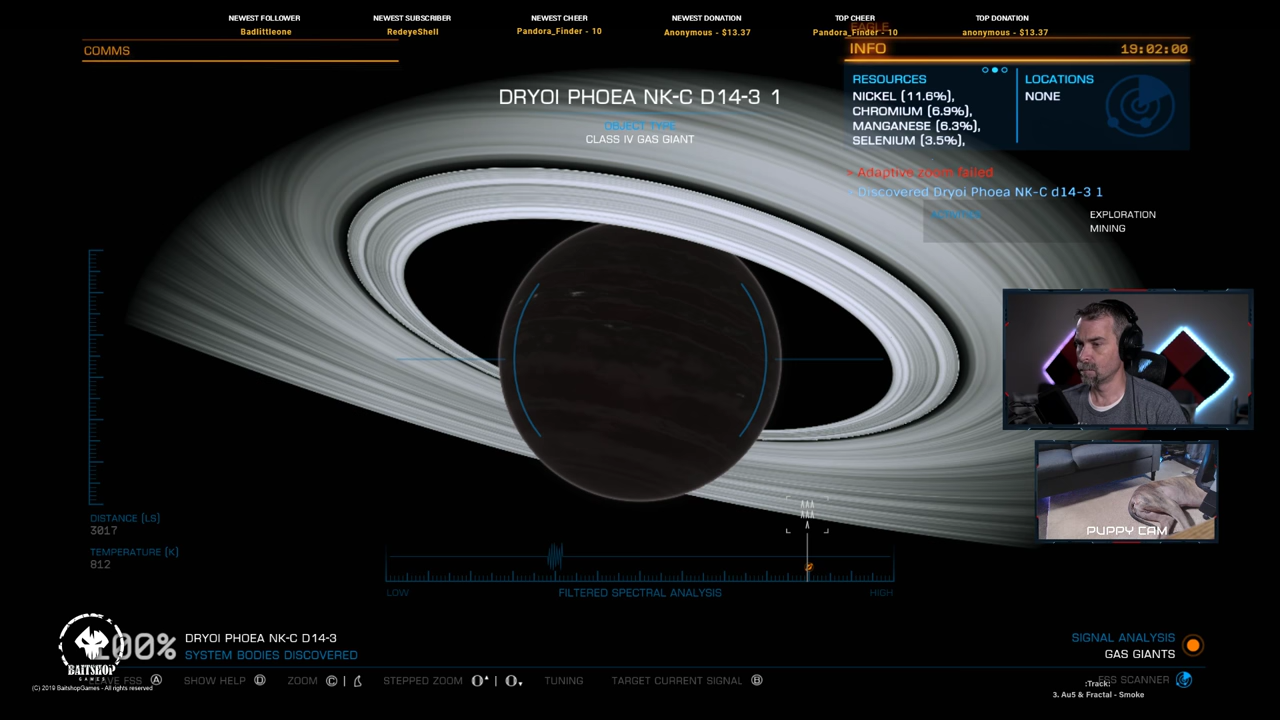 NEWEST FOLLOWER
Badlittleone
NEWEST SUBSCRIBER
RedeyeShell
NEWEST CHEER
Pandora_Finder - 10
NEWEST DONATION
Anonymous - $13.37
TOP CHEER
Pandora_Finder - 10
TOP DONATION
anonymous - $13.37
COMMS
EAGLE
INFO
19:02:00
RESOURCES
NICKEL (11.6%),
CHROMIUM (6.9%),
MANGANESE (6.3%),
SELENIUM (3.5%),
LOCATIONS
NONE
DRYOI PHOEA NK-C D14-3 1
OBJECT TYPE
CLASS IV GAS GIANT
> Adaptive zoom failed
> Discovered Dryoi Phoea NK-C d14-3 1
EXPLORATION
MINING
PUPPY CAM
DISTANCE (LS)
3017
TEMPERATURE (K)
812
LOW
FILTERED SPECTRAL ANALYSIS
HIGH
100%
DRYOI PHOEA NK-C D14-3
SYSTEM BODIES DISCOVERED
SIGNAL ANALYSIS
GAS GIANTS
BAITSHOP
GAMES
(C) 2019 BaitshopGames - All rights reserved
LEAVE FSS A
SHOW HELP
ZOOM
STEPPED ZOOM
TUNING
TARGET CURRENT SIGNAL
FSS SCANNER
:Track:
3. Au5 & Fractal - Smoke